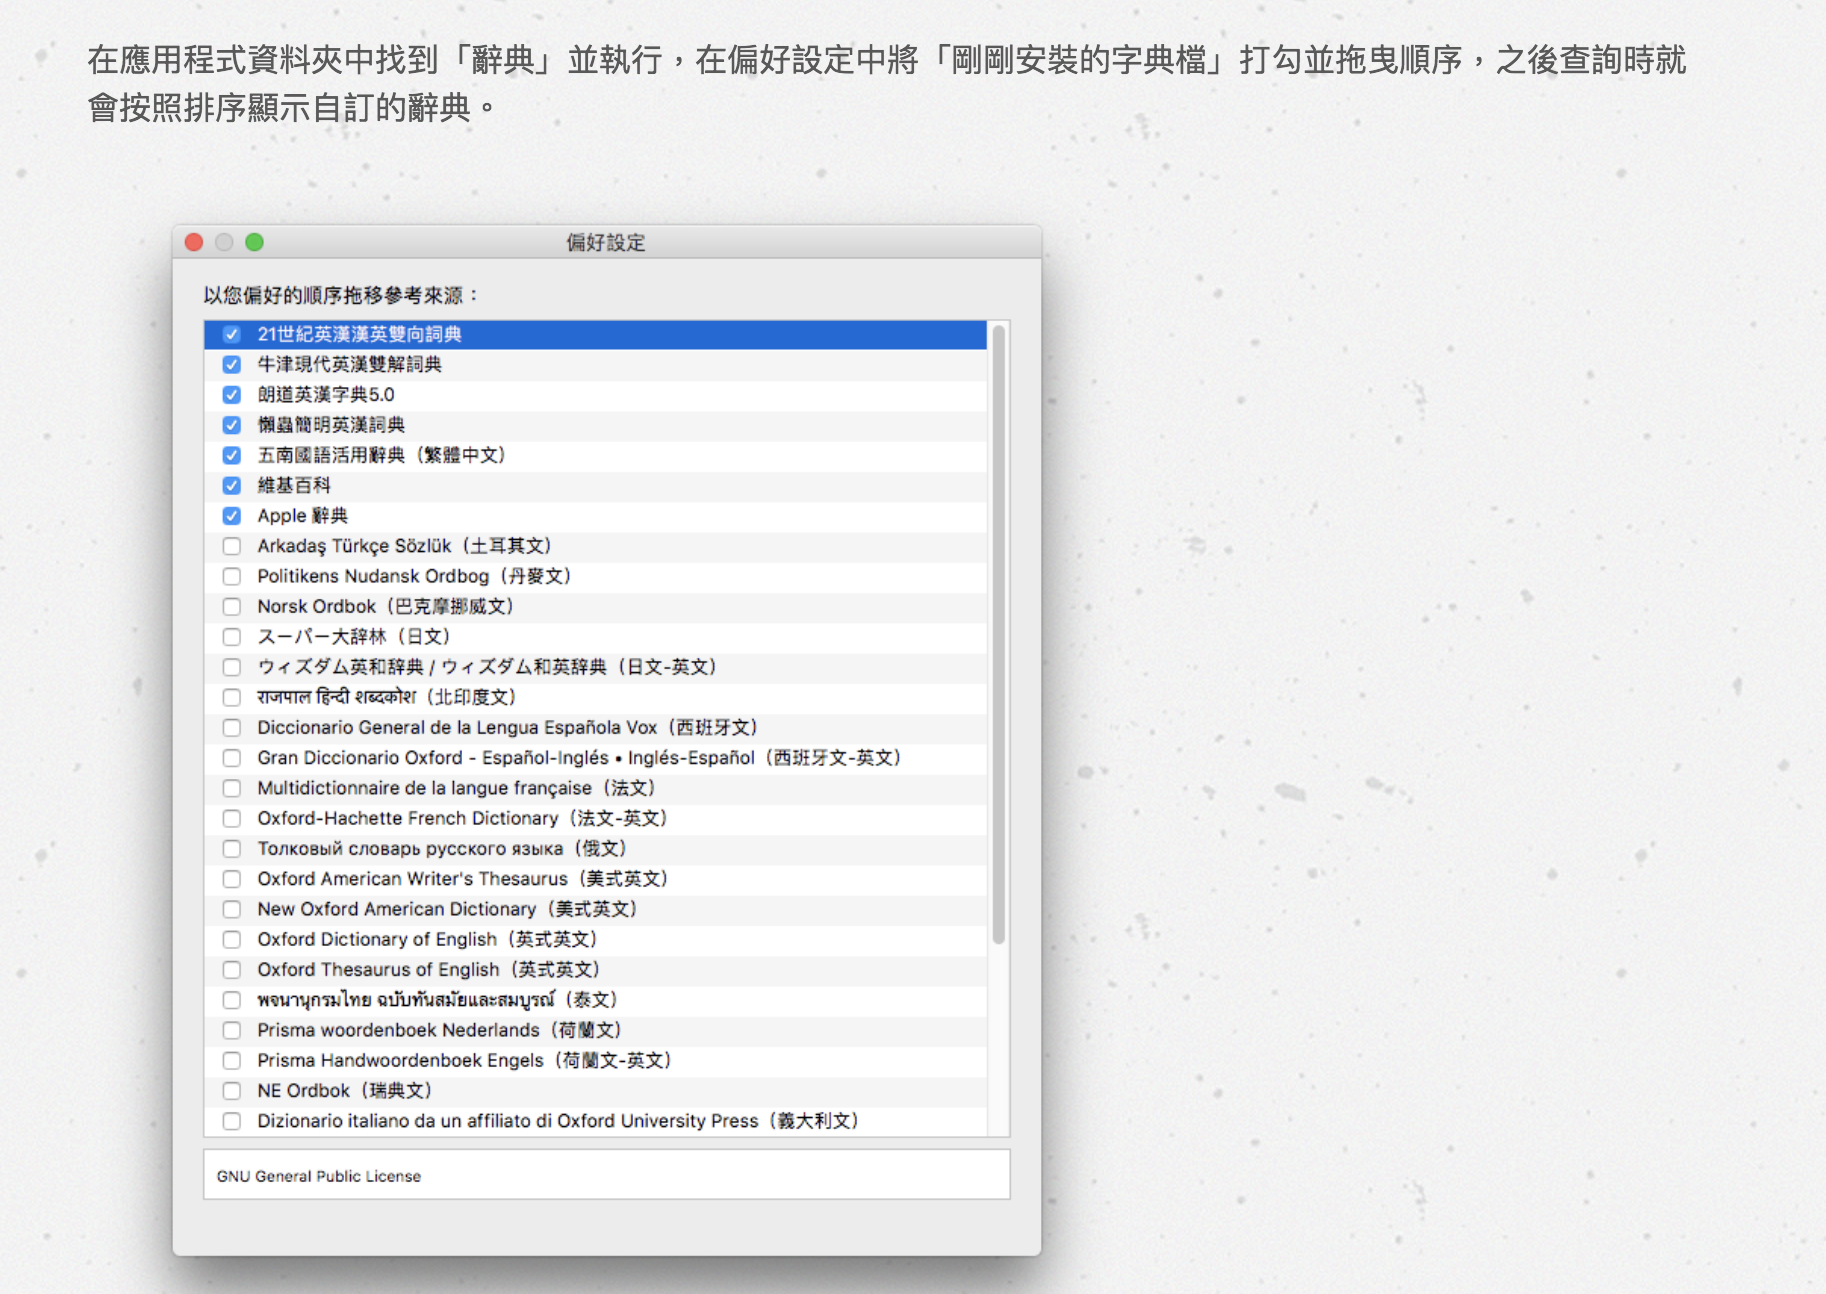 在應用程式資料夾中找到「辭典」並執行，在偏好設定中將「剛剛安裝的字典檔」打勾並拖曳順序，之後查詢時就
會按照排序顯示自訂的辭典。
偏好設定
以您偏好的順序拖移參考來源：
21世紀英漢漢英雙向詞典
牛津現代英漢雙解詞典
朗道英漢字典5.0
懶蟲簡明英漢詞典
五南國語活用辭典（繁體中文）
維基百科
Apple 辭典
Arkadaş Türkçe Sözlük（土耳其文）
Politikens Nudansk Ordbog（丹麥文）
Norsk Ordbok（巴克摩挪威文）
スーパー大辞林（日文）
ウィズダム英和辞典 / ウィズダム和英辞典（日文-英文）
राजपाल हिन्दी शब्दकोश（北印度文）
Diccionario General de la Lengua Española Vox（西班牙文）
Gran Diccionario Oxford - Español-Inglés • Inglés-Español（西班牙文-英文）
Multidictionnaire de la langue française（法文）
Oxford-Hachette French Dictionary（法文-英文）
Толковый словарь русского языка（俄文）
Oxford American Writer's Thesaurus（美式英文）
New Oxford American Dictionary（美式英文）
Oxford Dictionary of English（英式英文）
Oxford Thesaurus of English（英式英文）
พจนานุกรมไทย ฉบับทันสมัยและสมบูรณ์（泰文）
Prisma woordenboek Nederlands（荷蘭文）
Prisma Handwoordenboek Engels（荷蘭文-英文）
NE Ordbok（瑞典文）
Dizionario italiano da un affiliato di Oxford University Press（義大利文）
GNU General Public License